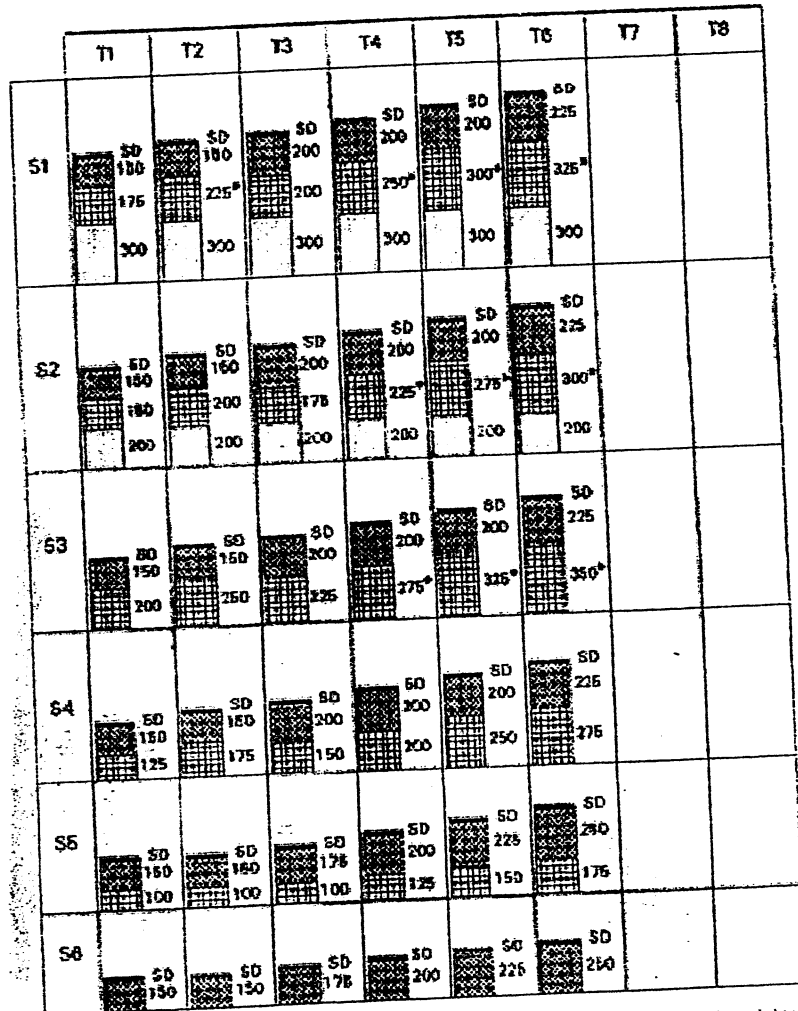 T1 T2 T3 T4 T5 T6 T7 T8
S1
SD SD SD SD SD SD
150 150 200 200 200 225
175 225* 200 250* 300* 325*
300 300 300 300 300 300
S2
SD SD SD SD SD SD
150 150 200 200 200 225
150 200 175 225* 275* 300*
200 200 200 200 200 200
S3
SD SD SD SD SD SD
150 150 200 200 200 225
200 250 225 275* 325* 350*
S4
SD SD SD SD SD SD
150 150 200 200 200 225
125 175 150 200 250 275
S5
SD SD SD SD SD SD
150 150 175 200 225 250
100 100 100 125 150 175
S6
SD SD SD SD SD SD
150 150 175 200 225 250